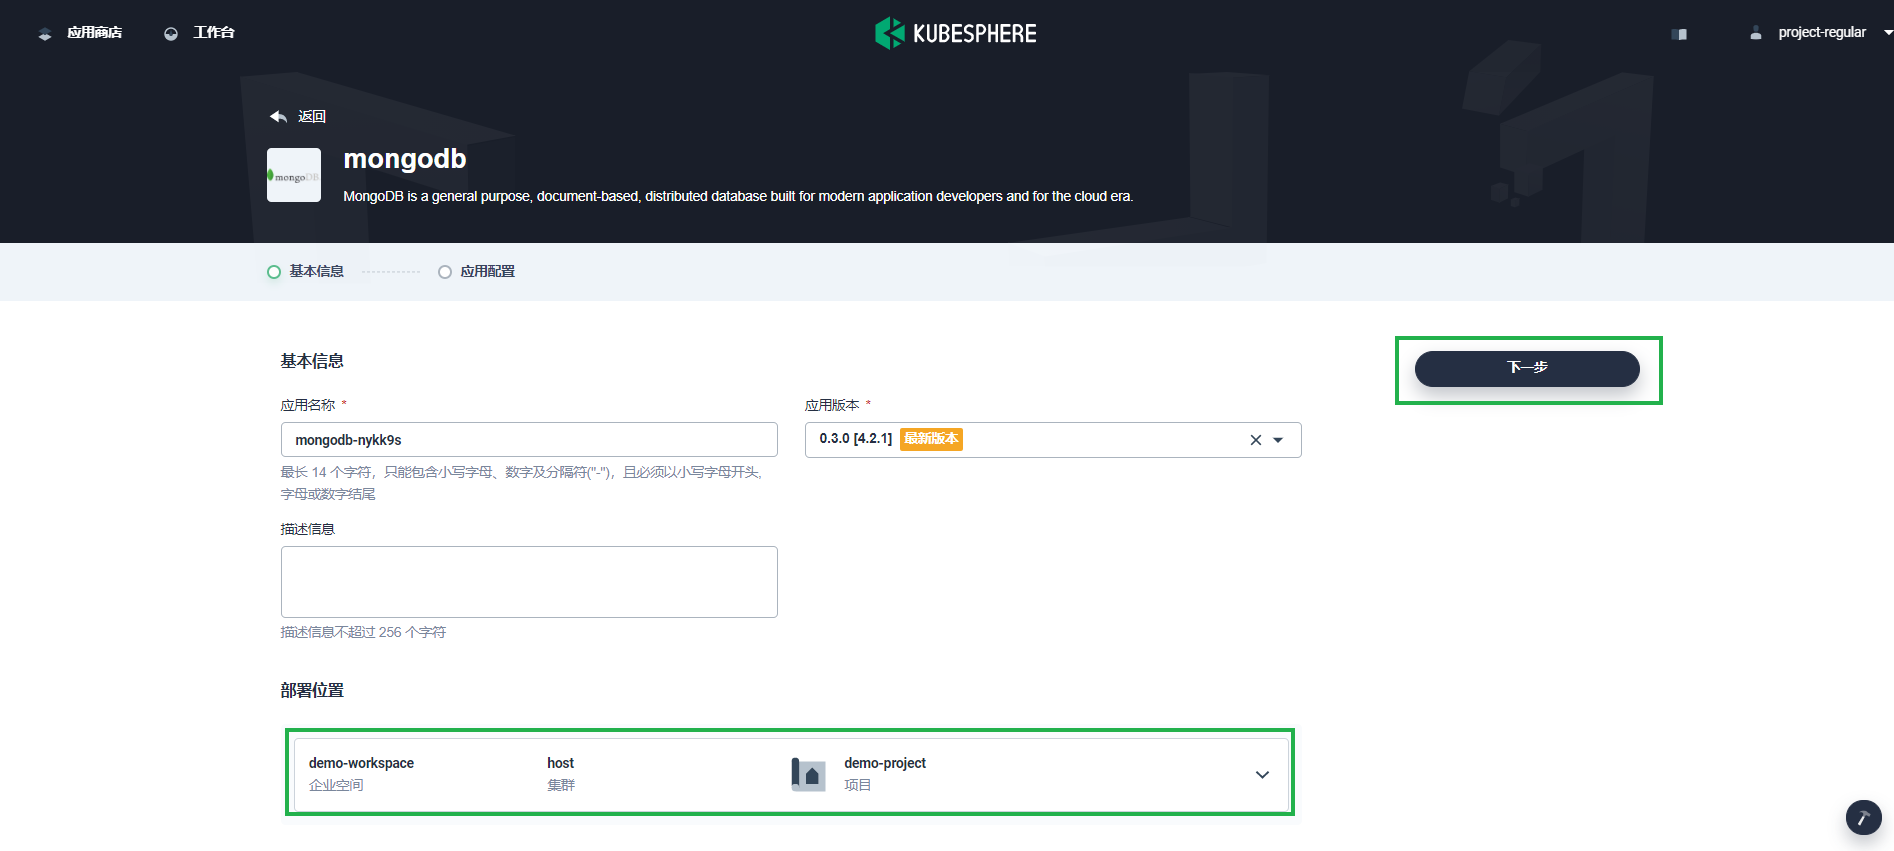 应用商店
工作台
KUBESPHERE
project-regular
返回
mongoDB
mongodb
MongoDB is a general purpose, document-based, distributed database built for modern application developers and for the cloud era.
基本信息
应用配置
基本信息
下一步
应用名称 *
应用版本 *
mongodb-nykk9s
0.3.0 [4.2.1] 最新版本
最长 14 个字符，只能包含小写字母、数字及分隔符("-")，且必须以小写字母开头,
字母或数字结尾
描述信息
描述信息不超过 256 个字符
部署位置
demo-workspace
企业空间
host
集群
demo-project
项目